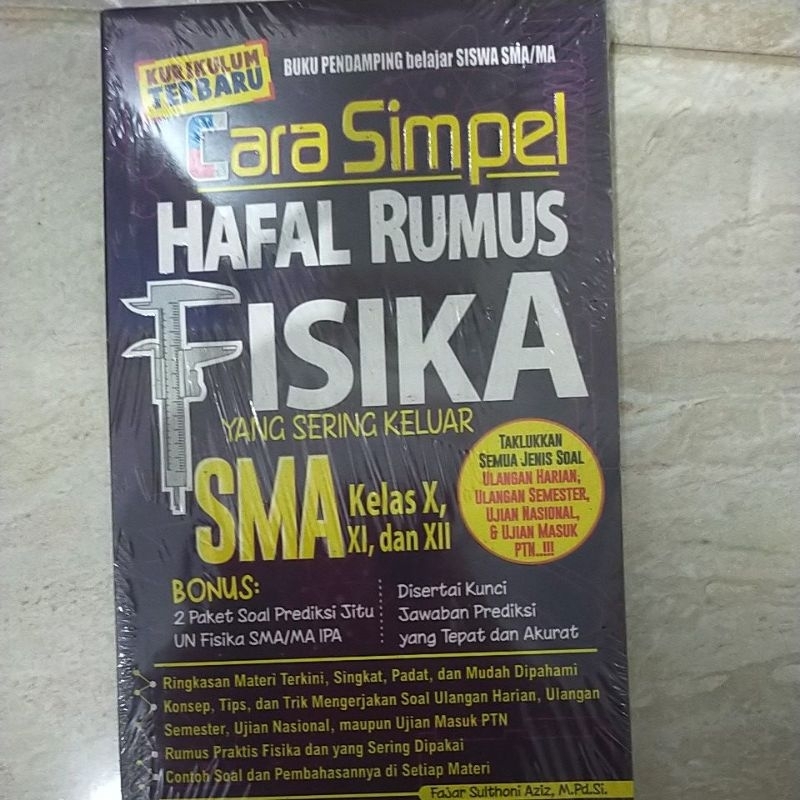 KURIKULUM
TERBARU
BUKU PENDAMPING belajar SISWA SMA/MA
Cara Simpel
HAFAL RUMUS
FISIKA
YANG SERING KELUAR
SMA Kelas X,
XI, dan XII
TAKLUKKAN
SEMUA JENIS SOAL
ULANGAN HARIAN,
ULANGAN SEMESTER,
UJIAN NASIONAL,
& UJIAN MASUK
PTN..!!!
BONUS:
2 Paket Soal Prediksi Jitu
UN Fisika SMA/MA IPA
Disertai Kunci
Jawaban Prediksi
yang Tepat dan Akurat
Ringkasan Materi Terkini, Singkat, Padat, dan Mudah Dipahami
Konsep, Tips, dan Trik Mengerjakan Soal Ulangan Harian, Ulangan
Semester, Ujian Nasional, maupun Ujian Masuk PTN
Rumus Praktis Fisika dan yang Sering Dipakai
Contoh Soal dan Pembahasannya di Setiap Materi
Fajar Sulthoni Aziz, M.Pd.Si.